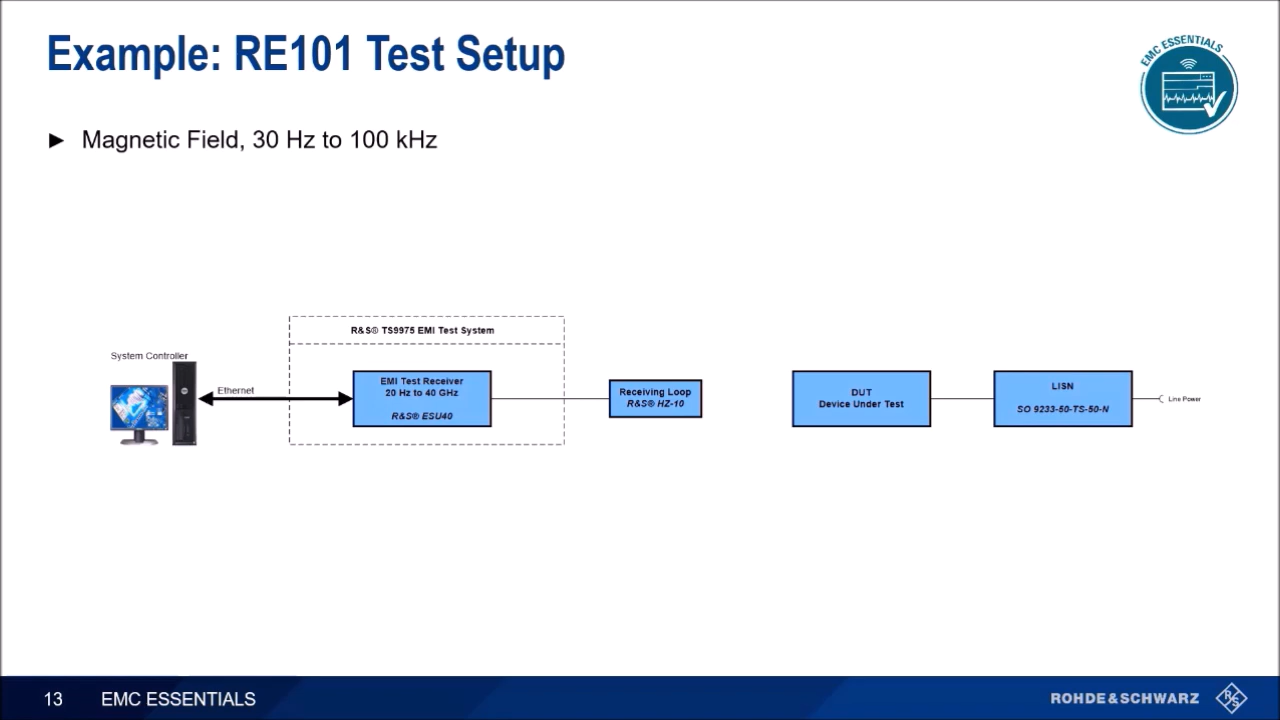 Example: RE101 Test Setup
EMC ESSENTIALS
► Magnetic Field, 30 Hz to 100 kHz
R&S® TS9975 EMI Test System
System Controller
Ethernet
EMI Test Receiver
20 Hz to 40 GHz
R&S® ESU40
Receiving Loop
R&S® HZ-10
DUT
Device Under Test
LISN
SO 9233-50-TS-50-N
Line Power
13 EMC ESSENTIALS
ROHDE&SCHWARZ
R S